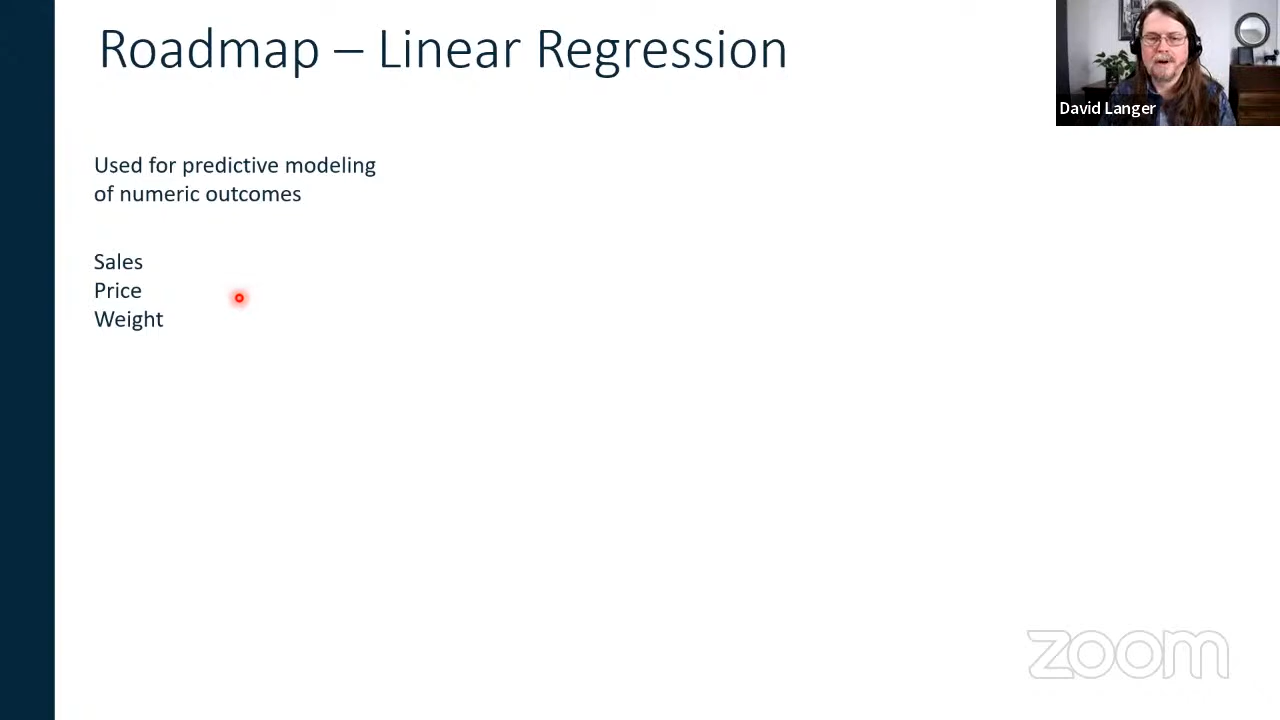 Roadmap – Linear Regression
David Langer
Used for predictive modeling
of numeric outcomes
Sales
Price
Weight
zoom